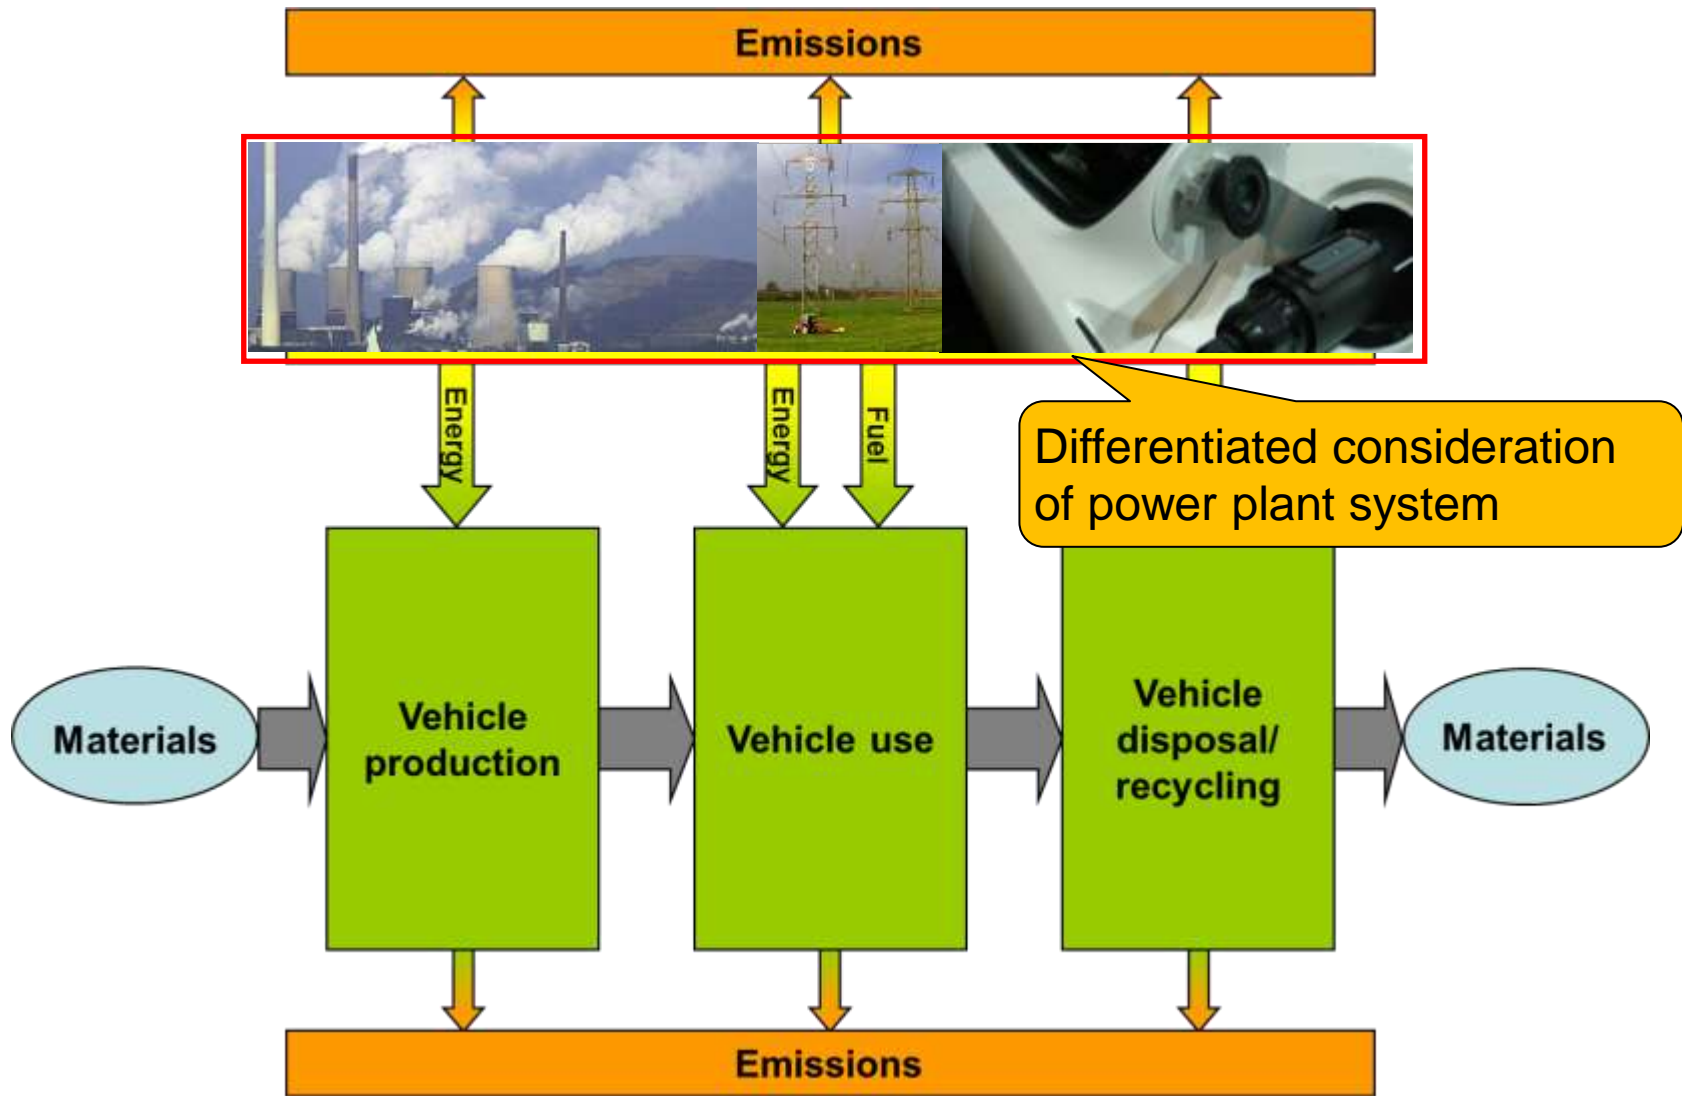 Emissions
Energy
Energy
Fuel
Differentiated consideration
of power plant system
Materials
Vehicle
production
Vehicle use
Vehicle
disposal/
recycling
Materials
Emissions